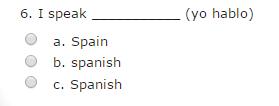 6. I speak ___________ (yo hablo)
a. Spain
b. spanish
c. Spanish